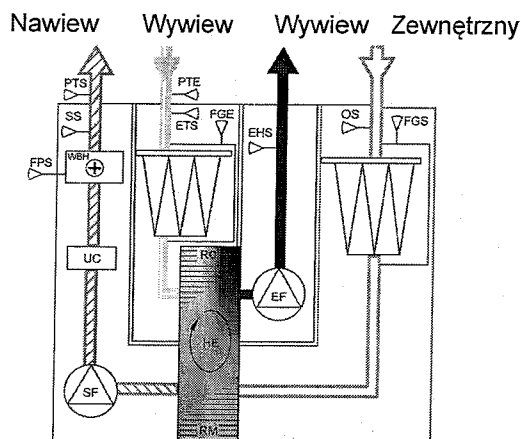 Nawiew Wywiew Wywiew Zewnętrzny
PTS PTE
SS ETS FGE EHS OS FGS
FPS WBH
UC
RC
EF
HE
SF
RM